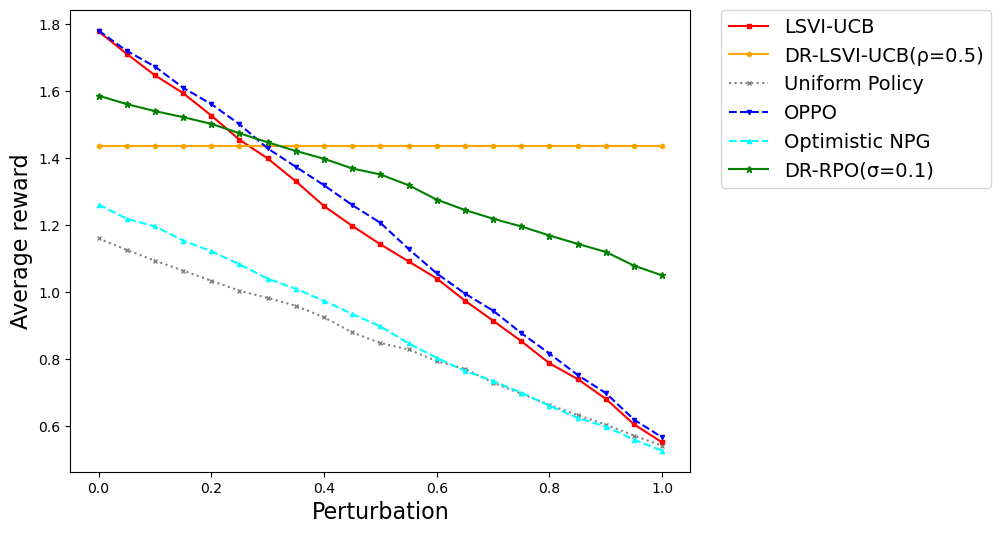 Average reward
1.8
1.6
1.4
1.2
1.0
0.8
0.6
0.0
0.2
0.4
0.6
0.8
1.0
Perturbation
LSVI-UCB
DR-LSVI-UCB(ρ=0.5)
Uniform Policy
OPPO
Optimistic NPG
DR-RPO(σ=0.1)